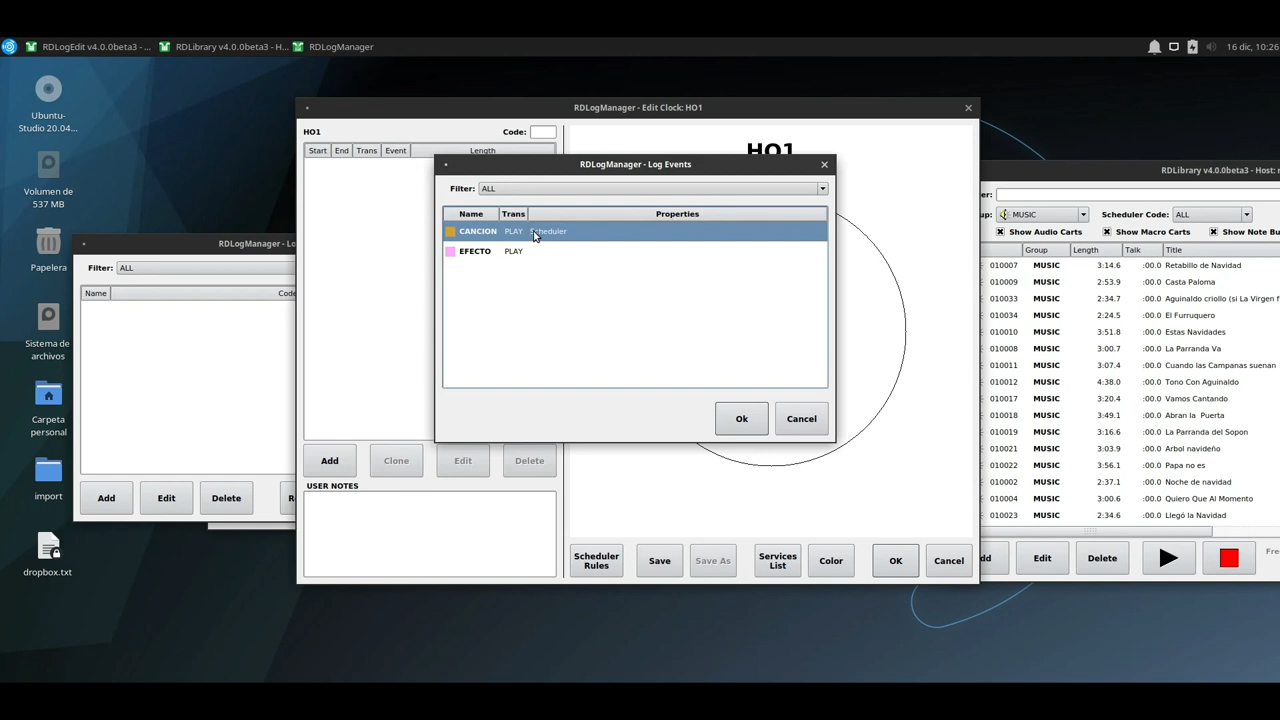 RDLogEdit v4.0.0beta3 - ...
RDLibrary v4.0.0beta3 - H...
RDLogManager
16 dic, 10:26
Ubuntu-
Studio 20.04...
Volumen de
537 MB
Papelera
Sistema de
archivos
Carpeta
personal
import
dropbox.txt
RDLogManager - Lo
Filter: ALL
Name Code
Add Edit Delete
RDLogManager - Edit Clock: HO1
HO1 Code:
Start End Trans Event Length
HO1
Add Clone Edit Delete
USER NOTES
Scheduler
Rules
Save
Save As
Services
List
Color
OK
Cancel
RDLogManager - Log Events
Filter: ALL
Name Trans Properties
CANCION PLAY Scheduler
EFECTO PLAY
Ok Cancel
RDLibrary v4.0.0beta3 - Host: r
er:
up: MUSIC Scheduler Code: ALL
Show Audio Carts Show Macro Carts Show Note Bu
Group Length Talk Title
010007 MUSIC 3:14.6 :00.0 Retabillo de Navidad
010009 MUSIC 2:53.9 :00.0 Casta Paloma
010033 MUSIC 2:34.7 :00.0 Aguinaldo criollo (si La Virgen f
010034 MUSIC 2:24.5 :00.0 El Furruquero
010010 MUSIC 3:51.8 :00.0 Estas Navidades
010008 MUSIC 3:00.7 :00.0 La Parranda Va
010011 MUSIC 3:07.4 :00.0 Cuando las Campanas suenan
010012 MUSIC 4:38.0 :00.0 Tono Con Aguinaldo
010017 MUSIC 3:20.4 :00.0 Vamos Cantando
010018 MUSIC 3:49.1 :00.0 Abran la Puerta
010019 MUSIC 3:16.6 :00.0 La Parranda del Sopon
010021 MUSIC 3:03.9 :00.0 Arbol navideño
010022 MUSIC 3:56.1 :00.0 Papa no es
010002 MUSIC 2:37.1 :00.0 Noche de navidad
010004 MUSIC 3:00.6 :00.0 Quiero Que Al Momento
010023 MUSIC 2:34.6 :00.0 Llegó la Navidad
dd Edit Delete Fre